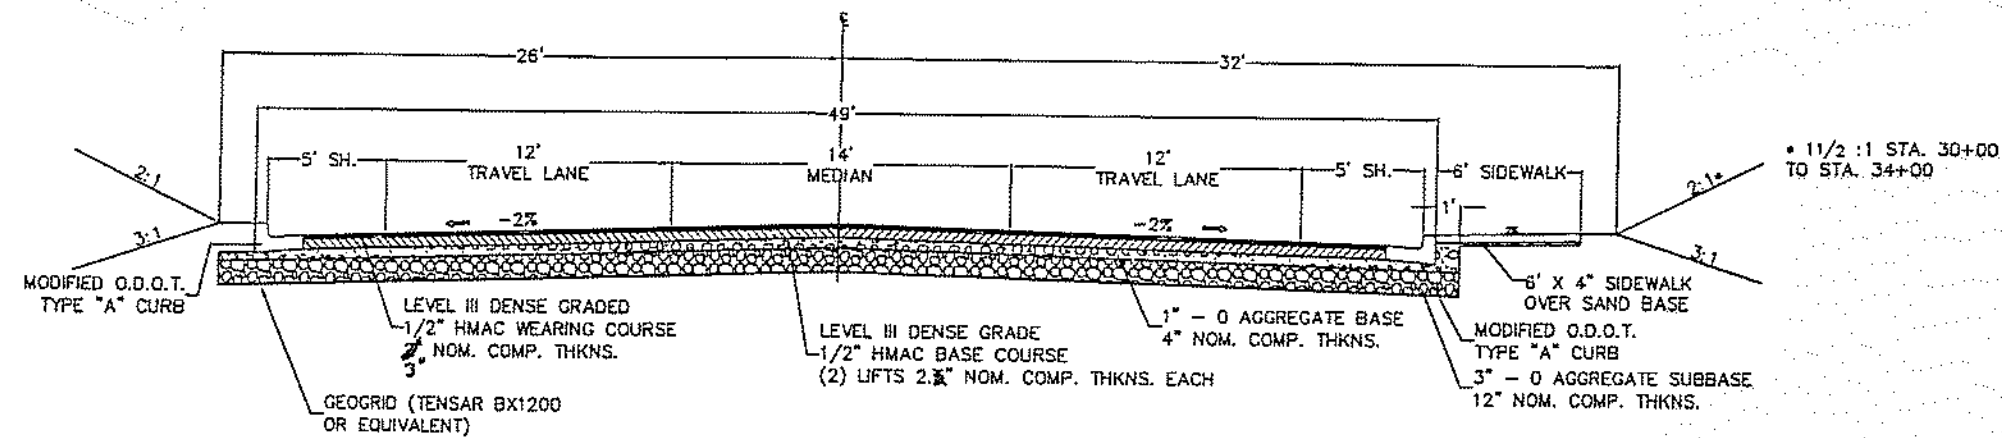 ℄
26'
32'
49'
5' SH.
12'
TRAVEL LANE
14'
MEDIAN
12'
TRAVEL LANE
5' SH.
6' SIDEWALK
1'
• 11/2 :1 STA. 30+00
TO STA. 34+00
2:1
3:1
-2%
-2%
2:1*
3:1
MODIFIED O.D.O.T.
TYPE "A" CURB
LEVEL III DENSE GRADED
1/2" HMAC WEARING COURSE
NOM. COMP. THKNS.
3"
GEOGRID (TENSAR BX1200
OR EQUIVALENT)
LEVEL III DENSE GRADE
1/2" HMAC BASE COURSE
(2) LIFTS NOM. COMP. THKNS. EACH
1" - 0 AGGREGATE BASE
4" NOM. COMP. THKNS.
6' X 4" SIDEWALK
OVER SAND BASE
MODIFIED O.D.O.T.
TYPE "A" CURB
3" - 0 AGGREGATE SUBBASE
12" NOM. COMP. THKNS.